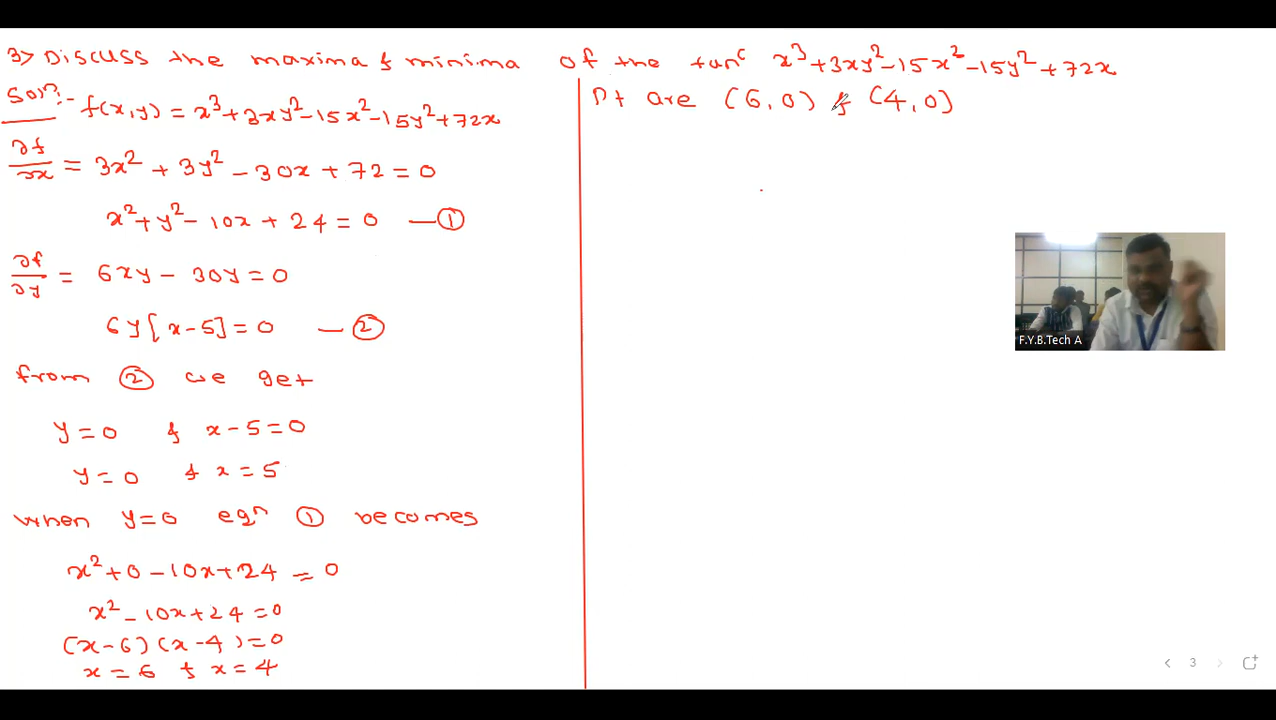 3> Discuss the maxima & minima of the funᶜ x³+3xy²-15x²-15y²+72x
Solⁿ:- f(x,y) = x³+3xy²-15x²-15y²+72x
∂f/∂x = 3x² + 3y² - 30x + 72 = 0
x²+y²- 10x + 24 = 0 —①
∂f/∂y = 6xy - 30y = 0
6y[x-5] = 0 —②
from ② we get
y = 0 & x-5 = 0
y = 0 & x = 5
When y=0 eqⁿ ① becomes
x²+0-10x+24 = 0
x²-10x+24 = 0
(x-6)(x-4) = 0
x = 6 & x = 4
Pt are (6,0) & (4,0)
F.Y.B.Tech A
3